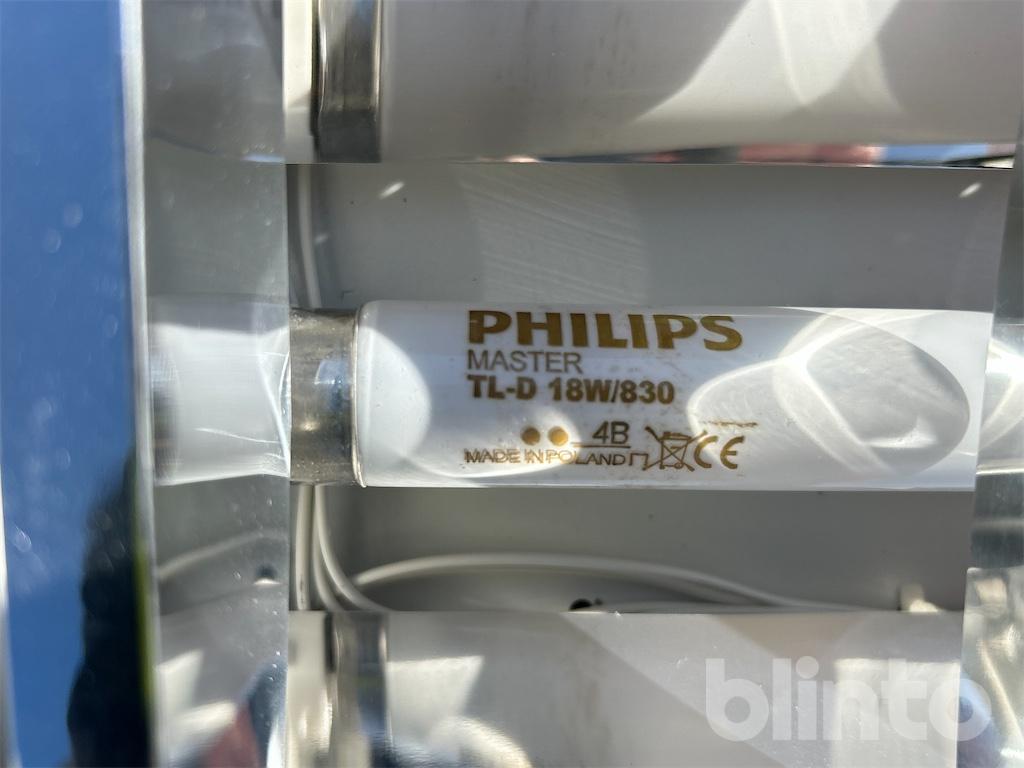 PHILIPS
MASTER
TL-D 18W/830
4B
MADE IN POLAND CE
blinto